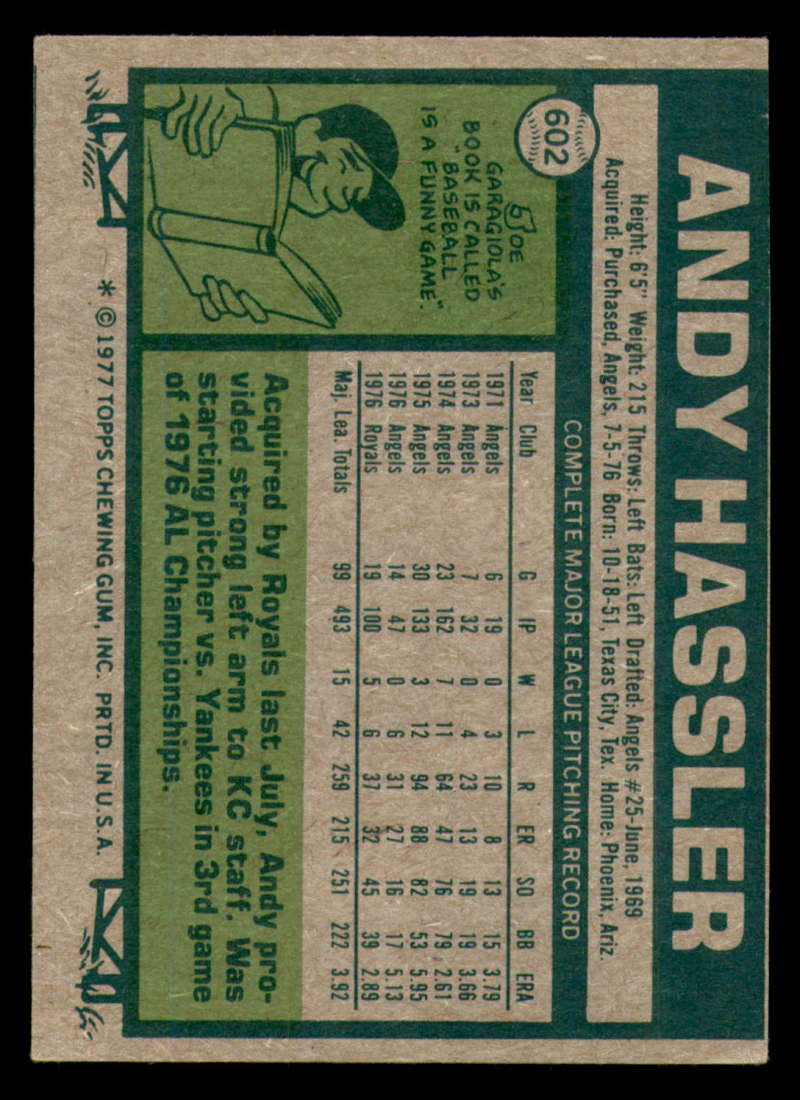 ANDY HASSLER
602
Height: 6'5" Weight: 215 Throws: Left Bats: Left Drafted: Angels #25-June, 1969
Acquired: Purchased, Angels, 7-5-76 Born: 10-18-51, Texas City, Tex. Home: Phoenix, Ariz.
JOE
GARAGIOLA'S
BOOK IS CALLED
"BASEBALL
IS A FUNNY GAME."
COMPLETE MAJOR LEAGUE PITCHING RECORD
Year Club G IP W L R ER SO BB ERA
1971 Angels 6 19 0 3 10 8 13 15 3.79
1973 Angels 7 32 0 4 23 13 19 19 3.66
1974 Angels 23 162 7 11 64 47 76 79 2.61
1975 Angels 30 133 3 12 94 88 82 53 5.95
1976 Angels 14 47 0 6 31 27 16 17 5.13
1976 Royals 19 100 5 6 37 32 45 39 2.89
Maj. Lea. Totals 99 493 15 42 259 215 251 222 3.92
Acquired by Royals last July, Andy pro-
vided strong left arm to KC staff. Was
starting pitcher vs. Yankees in 3rd game
of 1976 AL Championships.
* © 1977 TOPPS CHEWING GUM, INC. PRTD. IN U.S.A.